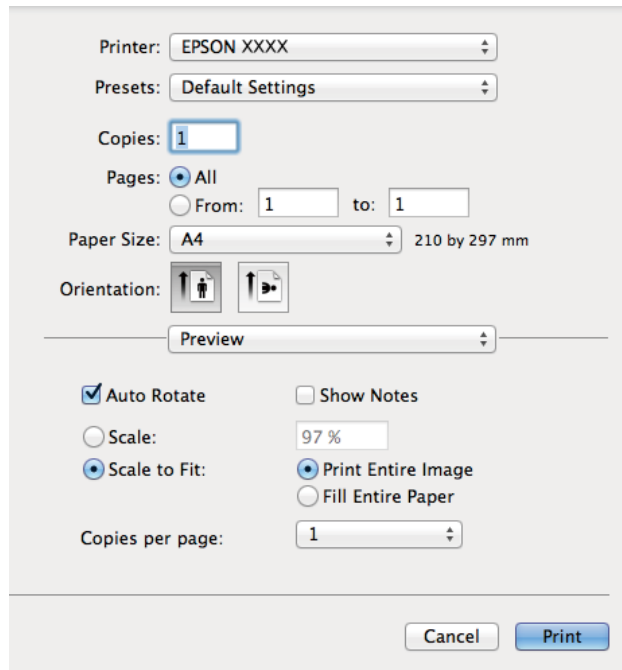 Printer: EPSON XXXX
Presets: Default Settings
Copies: 1
Pages: All
From: 1 to: 1
Paper Size: A4 210 by 297 mm
Orientation:
Preview
Auto Rotate Show Notes
Scale: 97 %
Scale to Fit: Print Entire Image
Fill Entire Paper
Copies per page: 1
Cancel Print